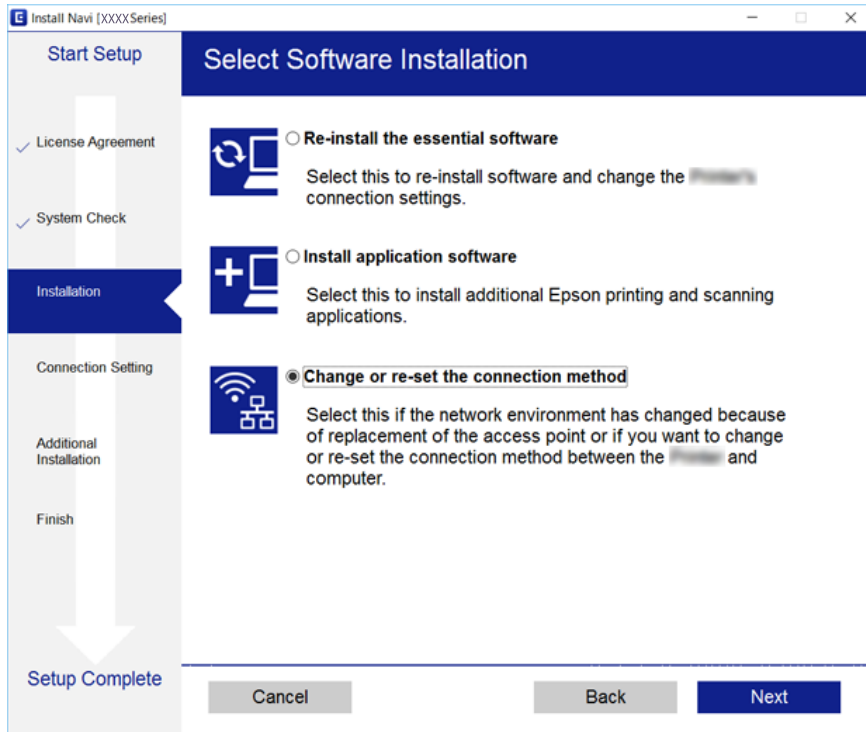 E Install Navi [XXXX Series]
Start Setup
License Agreement
System Check
Installation
Connection Setting
Additional
Installation
Finish
Setup Complete
Select Software Installation
Re-install the essential software
Select this to re-install software and change the
connection settings.
Install application software
Select this to install additional Epson printing and scanning
applications.
Change or re-set the connection method
Select this if the network environment has changed because
of replacement of the access point or if you want to change
or re-set the connection method between the and
computer.
Cancel
Back
Next